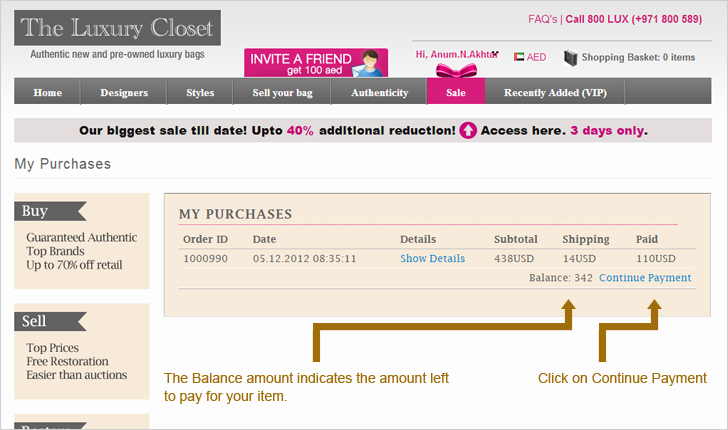 The Luxury Closet
Authentic new and pre-owned luxury bags
FAQ's | Call 800 LUX (+971 800 589)
INVITE A FRIEND
get 100 aed
Hi, Anum.N.Akhtar
AED
Shopping Basket: 0 items
Home Designers Styles Sell your bag Authenticity Sale Recently Added (VIP)
Our biggest sale till date! Upto 40% additional reduction! Access here. 3 days only.
My Purchases
Buy
Guaranteed Authentic
Top Brands
Up to 70% off retail
Sell
Top Prices
Free Restoration
Easier than auctions
MY PURCHASES
Order ID Date Details Subtotal Shipping Paid
1000990 05.12.2012 08:35:11 Show Details 438USD 14USD 110USD
Balance: 342 Continue Payment
The Balance amount indicates the amount left
to pay for your item.
Click on Continue Payment